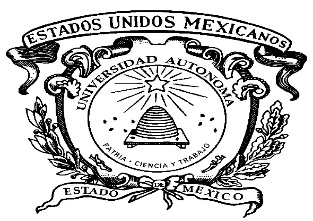 ESTADOS UNIDOS MEXICANOS
UNIVERSIDAD AUTONOMA
PATRIA - CIENCIA Y TRABAJO
ESTADO DE MEXICO